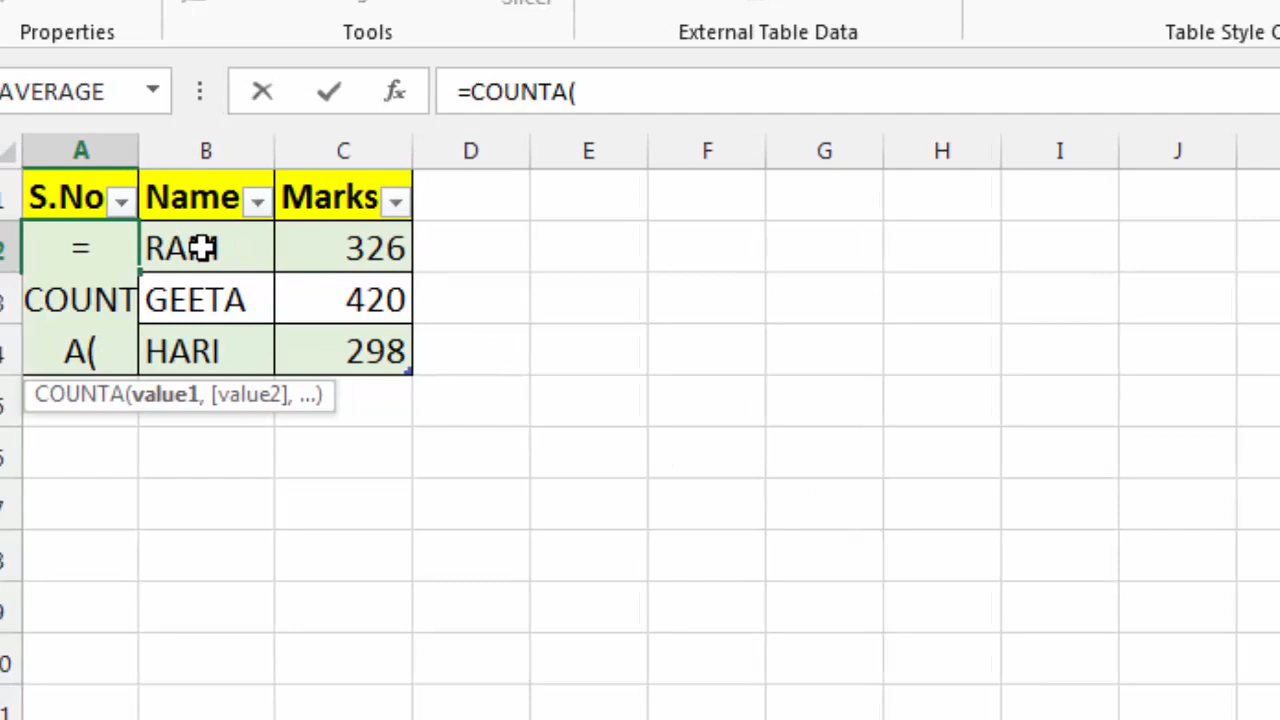 Properties Tools External Table Data Table Style
AVERAGE =COUNTA(
A B C D E F G H I J
S.No Name Marks
= 326
COUNT GEETA 420
A( HARI 298
COUNTA(value1, [value2], ...)